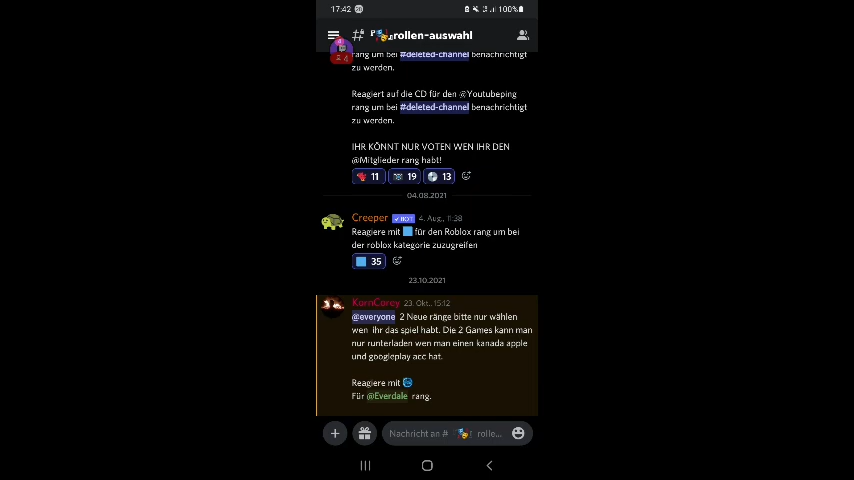 17:42 100%
rollen-auswahl
rang um bei #deleted-channel benachrichtigt
zu werden.
Reagiert auf die CD für den @Youtubeping
rang um bei #deleted-channel benachrichtigt
zu werden.
IHR KÖNNT NUR VOTEN WEN IHR DEN
@Mitglieder rang habt!
11 19 13
04.08.2021
Creeper BOT 4. Aug., 11:38
Reagiere mit für den Roblox rang um bei
der roblox kategorie zuzugreifen
35
23.10.2021
KornCorey 23. Okt., 15:12
@everyone 2 Neue ränge bitte nur wählen
wen ihr das spiel habt. Die 2 Games kann man
nur runterladen wen man einen kanada apple
und googleplay acc hat.
Reagiere mit
Für @Everdale rang.
Nachricht an # rolle...